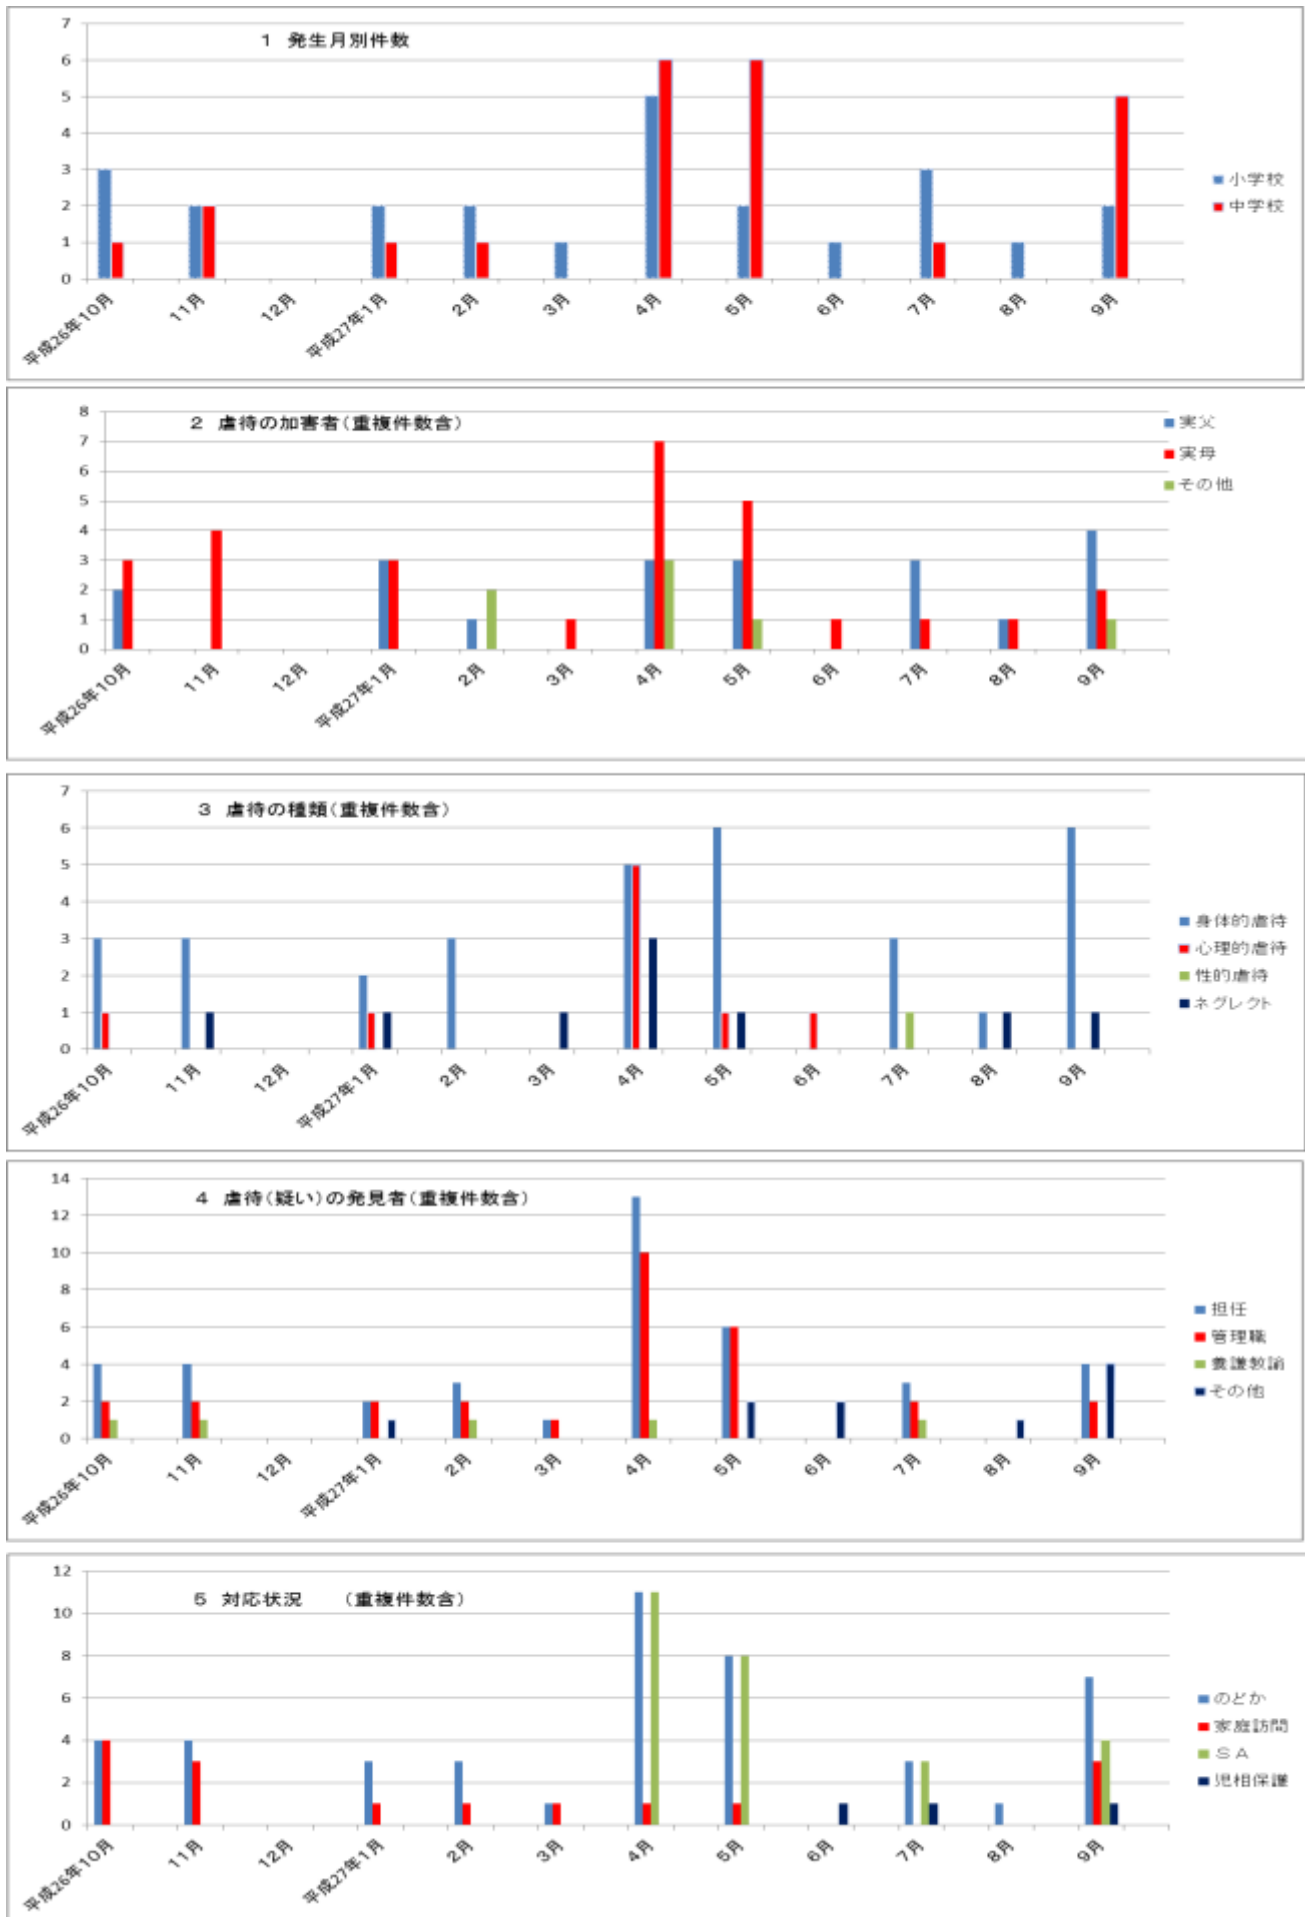 1 発生月別件数
7
6
5
4
3
2
1
0
平成26年10月 11月 12月 平成27年1月 2月 3月 4月 5月 6月 7月 8月 9月
小学校
中学校
2 虐待の加害者(重複件数含)
8
7
6
5
4
3
2
1
0
平成26年10月 11月 12月 平成27年1月 2月 3月 4月 5月 6月 7月 8月 9月
実父
実母
その他
3 虐待の種類(重複件数含)
7
6
5
4
3
2
1
0
平成26年10月 11月 12月 平成27年1月 2月 3月 4月 5月 6月 7月 8月 9月
身体的虐待
心理的虐待
性的虐待
ネグレクト
4 虐待(疑い)の発見者(重複件数含)
14
12
10
8
6
4
2
0
平成26年10月 11月 12月 平成27年1月 2月 3月 4月 5月 6月 7月 8月 9月
担任
管理職
養護教諭
その他
5 対応状況 (重複件数含)
12
10
8
6
4
2
0
平成26年10月 11月 12月 平成27年1月 2月 3月 4月 5月 6月 7月 8月 9月
のどか
家庭訪問
SA
児相保護